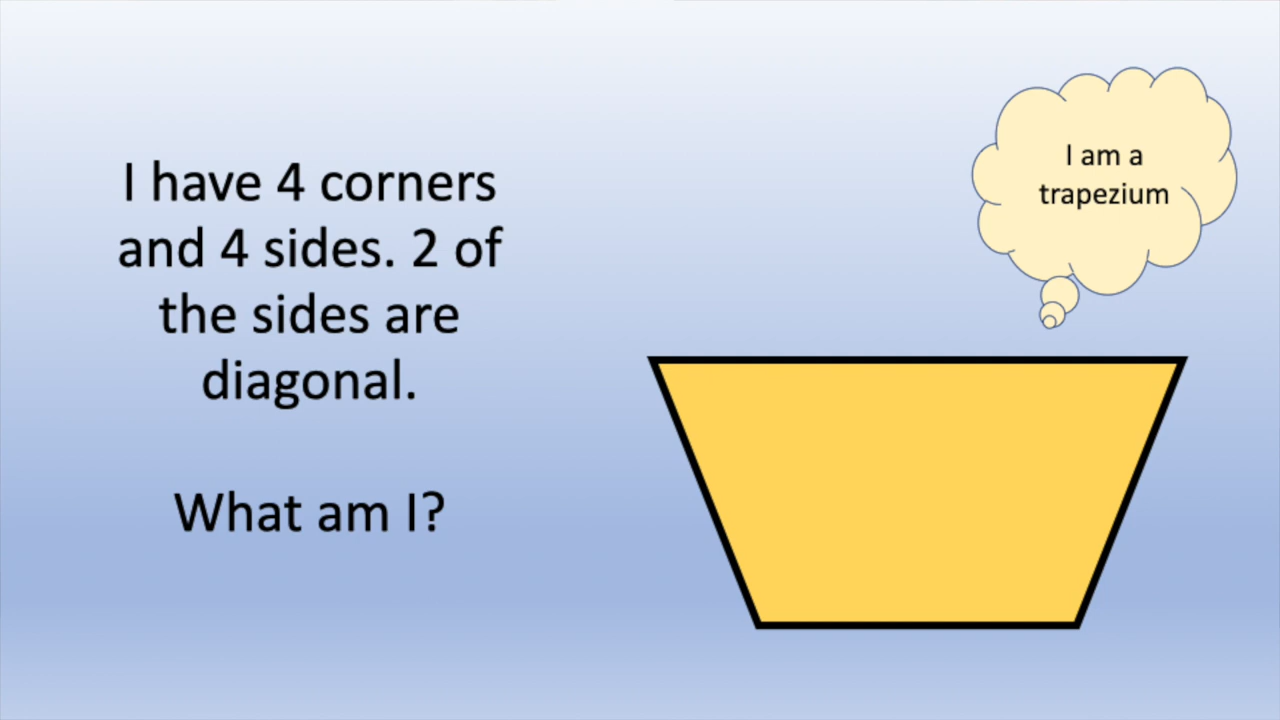 I have 4 corners
and 4 sides. 2 of
the sides are
diagonal.
What am I?
I am a
trapezium